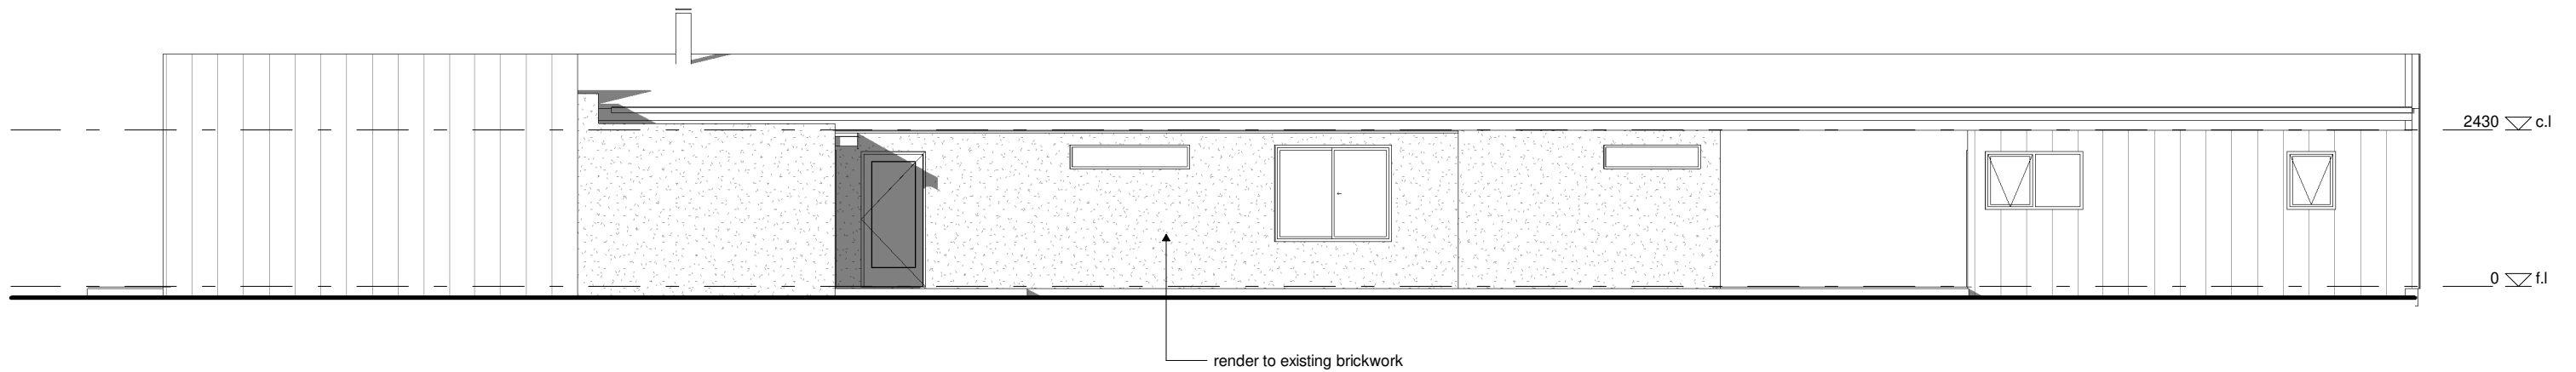 2430 c.l
0 f.l
render to existing brickwork